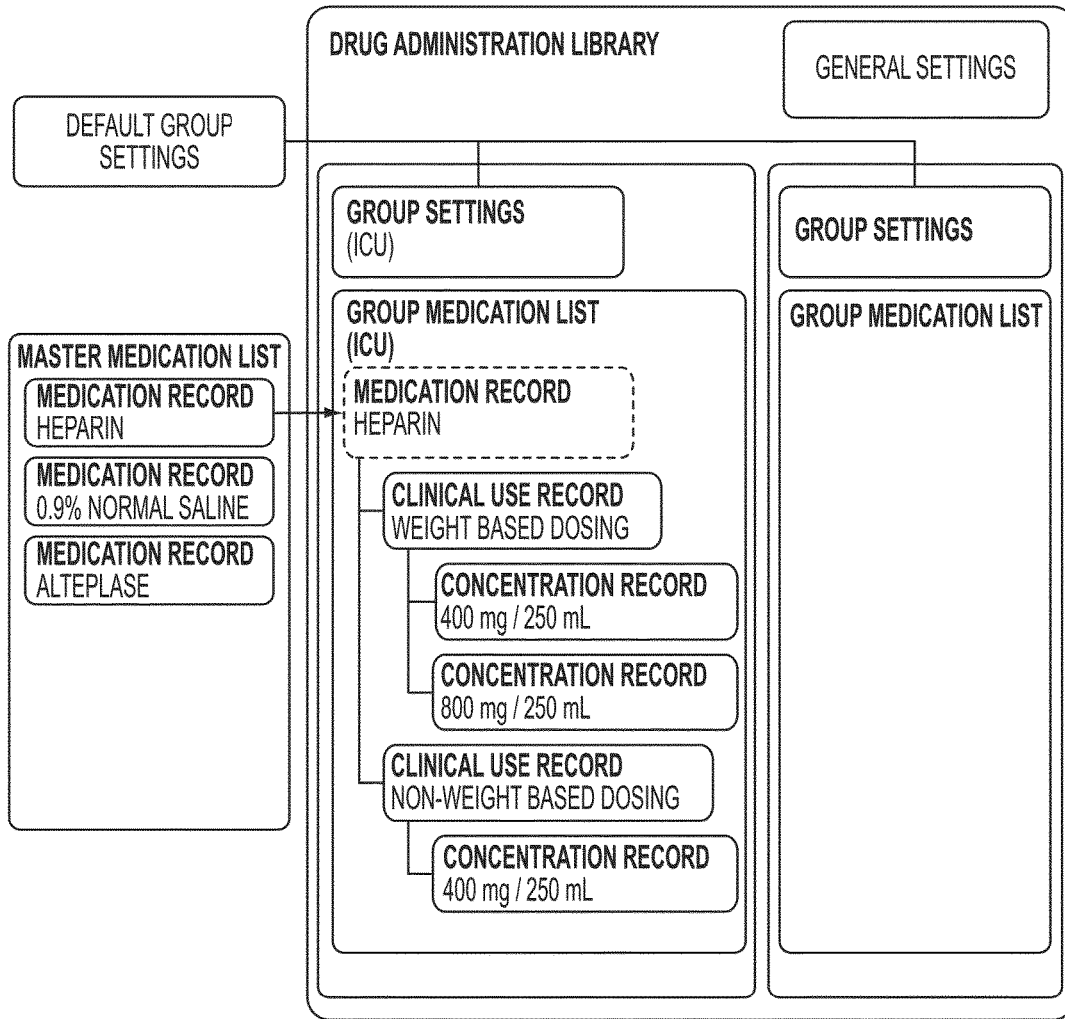 DRUG ADMINISTRATION LIBRARY
GENERAL SETTINGS
DEFAULT GROUP
SETTINGS
GROUP SETTINGS
(ICU)
GROUP SETTINGS
GROUP MEDICATION LIST
(ICU)
GROUP MEDICATION LIST
MASTER MEDICATION LIST
MEDICATION RECORD
HEPARIN
MEDICATION RECORD
0.9% NORMAL SALINE
MEDICATION RECORD
ALTEPLASE
MEDICATION RECORD
HEPARIN
CLINICAL USE RECORD
WEIGHT BASED DOSING
CONCENTRATION RECORD
400 mg / 250 mL
CONCENTRATION RECORD
800 mg / 250 mL
CLINICAL USE RECORD
NON-WEIGHT BASED DOSING
CONCENTRATION RECORD
400 mg / 250 mL